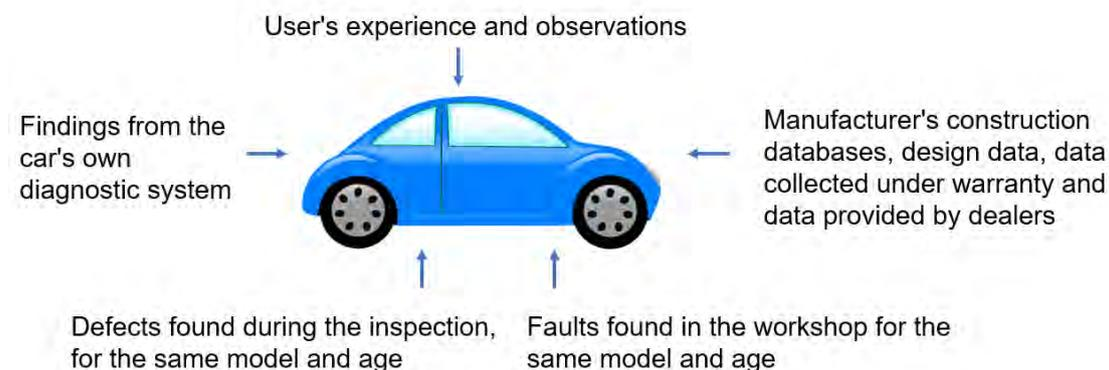 User's experience and observations
Findings from the
car's own
diagnostic system
Manufacturer's construction
databases, design data, data
collected under warranty and
data provided by dealers
Defects found during the inspection,
for the same model and age
Faults found in the workshop for the
same model and age